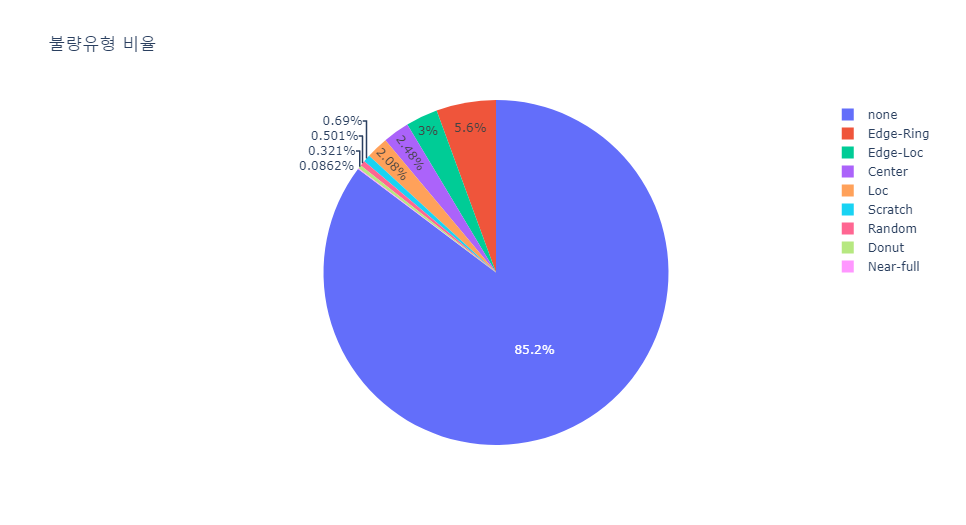 불량유형 비율
0.69%
0.501%
0.321%
0.0862%
2.08%
2.48%
3%
5.6%
85.2%
none
Edge-Ring
Edge-Loc
Center
Loc
Scratch
Random
Donut
Near-full